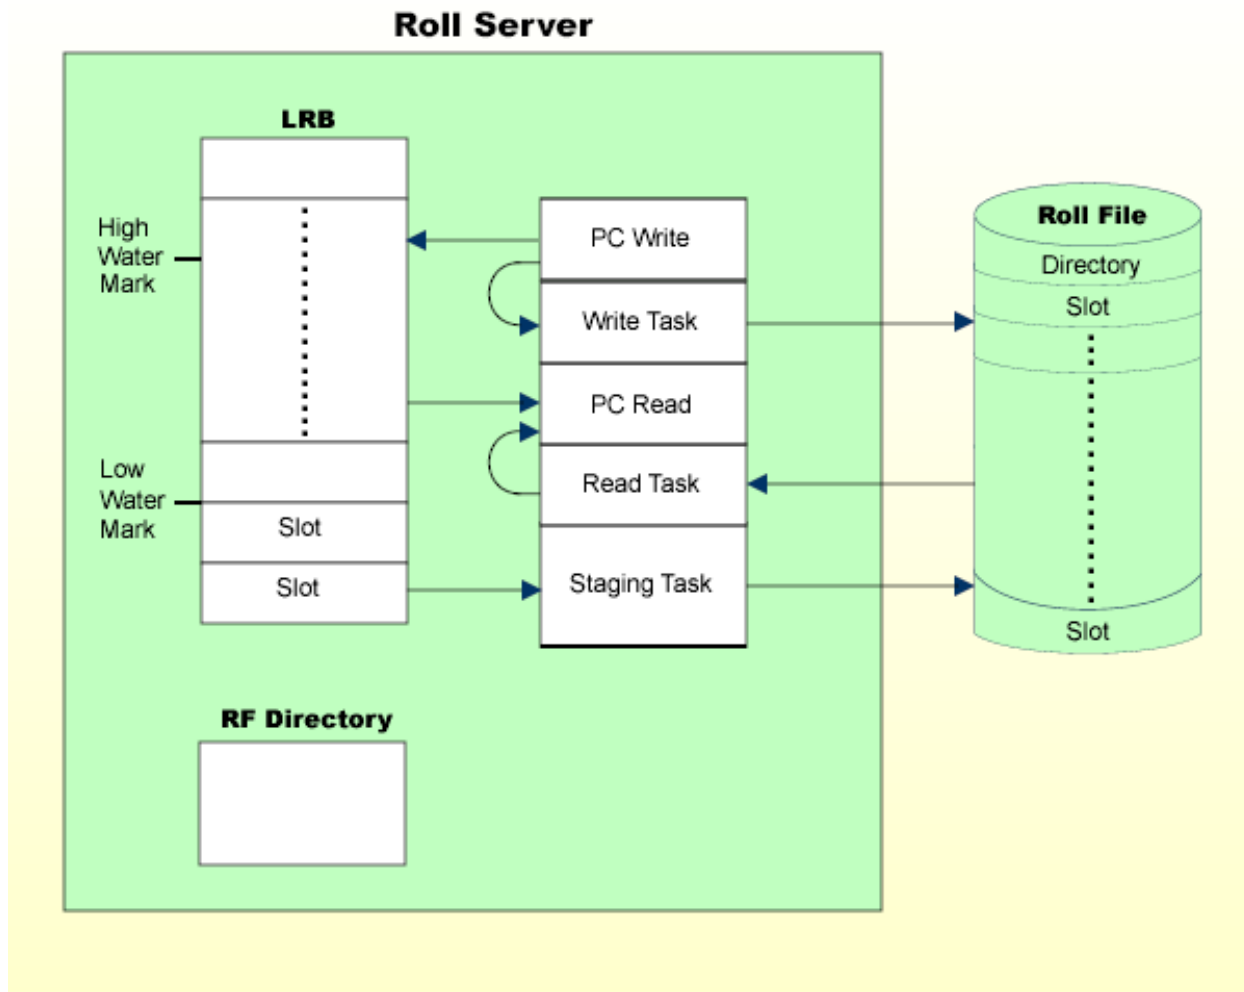 Roll Server
LRB
High
Water
Mark
Low
Water
Mark
Slot
Slot
PC Write
Write Task
PC Read
Read Task
Staging Task
Roll File
Directory
Slot
Slot
RF Directory